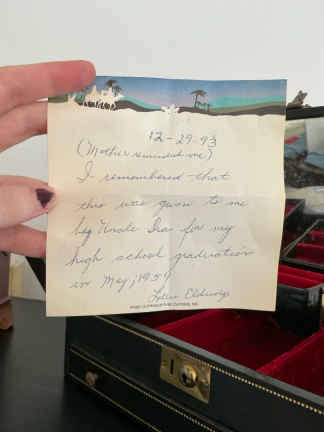 12-29-93
(Mother reminded me)
I remembered that
this was given to me
by Uncle Ira for my
high school graduation
in May, 1959